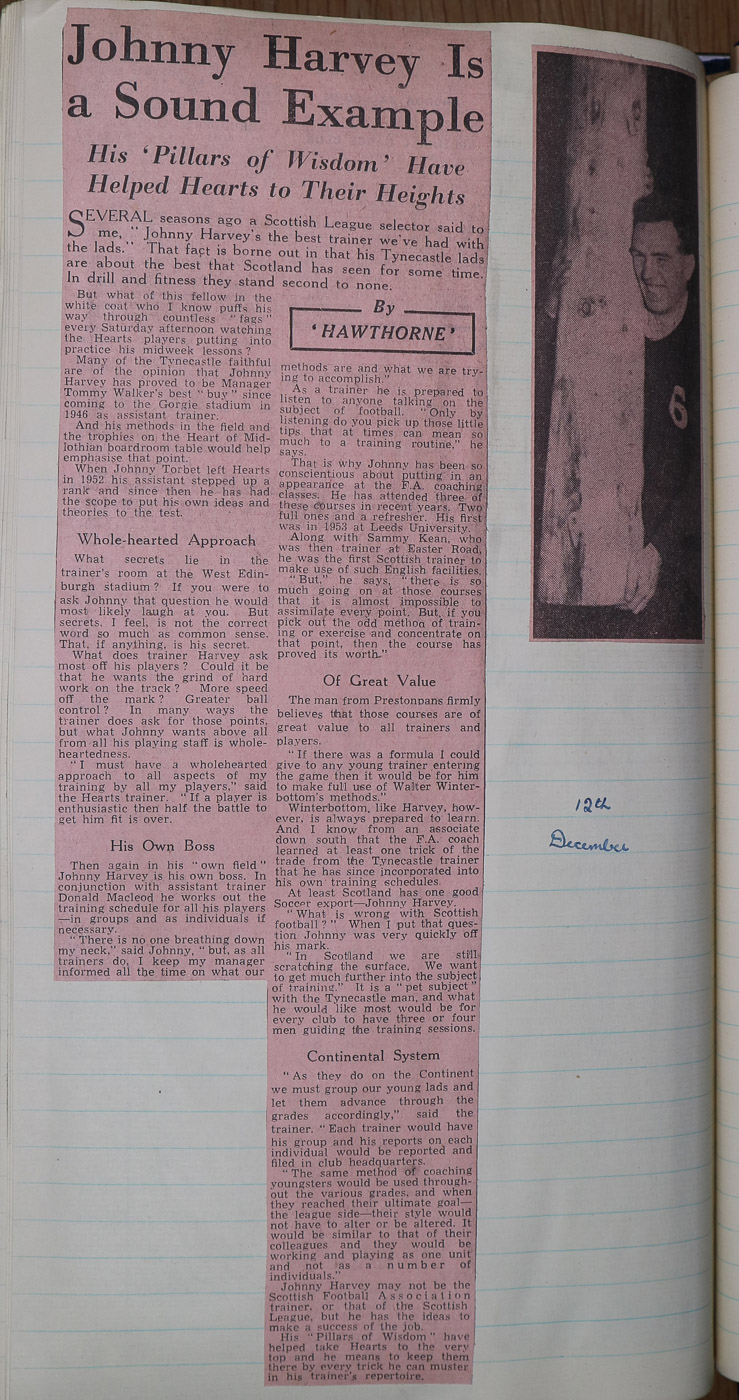 Johnny Harvey Is
a Sound Example
His ‘Pillars of Wisdom’ Have
Helped Hearts to Their Heights
SEVERAL seasons ago a Scottish League selector said to
me, “ Johnny Harvey's the best trainer we've had with
the lads.” That fact is borne out in that his Tynecastle lads
are about the best that Scotland has seen for some time.
In drill and fitness they stand second to none.
But what of this fellow in the
white coat who I know puffs his
way through countless “ fags ”
every Saturday afternoon watching
the Hearts players putting into
practice his midweek lessons ?
Many of the Tynecastle faithful
are of the opinion that Johnny
Harvey has proved to be Manager
Tommy Walker's best “ buy ” since
coming to the Gorgie stadium in
1946 as assistant trainer.
And his methods in the field and
the trophies on the Heart of Mid-
lothian boardroom table would help
emphasise that point.
When Johnny Torbet left Hearts
in 1952 his assistant stepped up a
rank and since then he has had
the scope to put his own ideas and
theories to the test.
Whole-hearted Approach
What secrets lie in the
trainer's room at the West Edin-
burgh stadium ? If you were to
ask Johnny that question he would
most likely laugh at you. But
secrets, I feel, is not the correct
word so much as common sense.
That, if anything, is his secret.
What does trainer Harvey ask
most off his players ? Could it be
that he wants the grind of hard
work on the track ? More speed
off the mark ? Greater ball
control ? In many ways the
trainer does ask for those points,
but what Johnny wants above all
from all his playing staff is whole-
heartedness.
“ I must have a wholehearted
approach to all aspects of my
training by all my players,” said
the Hearts trainer. “ If a player is
enthusiastic then half the battle to
get him fit is over.
His Own Boss
Then again in his “ own field ”
Johnny Harvey is his own boss. In
conjunction with assistant trainer
Donald Macleod he works out the
training schedule for all his players
—in groups and as individuals if
necessary.
“ There is no one breathing down
my neck,” said Johnny, “ but, as all
trainers do, I keep my manager
informed all the time on what our
By
‘HAWTHORNE’
methods are and what we are try-
ing to accomplish.”
As a trainer he is prepared to
listen to anyone talking on the
subject of football. “ Only by
listening do you pick up those little
tips that at times can mean so
much to a training routine,” he
says.
That is why Johnny has been so
conscientious about putting in an
appearance at the F.A. coaching
classes. He has attended three of
these courses in recent years. Two
full ones and a refresher. His first
was in 1953 at Leeds University.
Along with Sammy Kean, who
was then trainer at Easter Road,
he was the first Scottish trainer to
make use of such English facilities.
“ But,” he says, “ there is so
much going on at those courses
that it is almost impossible to
assimilate every point. But, if you
pick out the odd method of train-
ing or exercise and concentrate on
that point, then the course has
proved its worth.”
Of Great Value
The man from Prestonpans firmly
believes that those courses are of
great value to all trainers and
players.
“ If there was a formula I could
give to any young trainer entering
the game then it would be for him
to make full use of Walter Winter-
bottom's methods.”
Winterbottom, like Harvey, how-
ever, is always prepared to learn.
And I know from an associate
down south that the F.A. coach
learned at least one trick of the
trade from the Tynecastle trainer
that he has since incorporated into
his own training schedules.
At least Scotland has one good
Soccer export—Johnny Harvey.
“ What is wrong with Scottish
football ? ” When I put that ques-
tion Johnny was very quickly off
his mark.
“ In Scotland we are still
scratching the surface. We want
to get much further into the subject
of training.” It is a “ pet subject ”
with the Tynecastle man, and what
he would like most would be for
every club to have three or four
men guiding the training sessions.
Continental System
“ As they do on the Continent
we must group our young lads and
let them advance through the
grades accordingly,” said the
trainer. “ Each trainer would have
his group and his reports on each
individual would be reported and
filed in club headquarters.
“ The same method of coaching
youngsters would be used through-
out the various grades, and when
they reached their ultimate goal—
the league side—their style would
not have to alter or be altered. It
would be similar to that of their
colleagues and they would be
working and playing as one unit
and not as a number of
individuals.”
Johnny Harvey may not be the
Scottish Football Association
trainer, or that of the Scottish
League, but he has the ideas to
make a success of the job.
His “ Pillars of Wisdom ” have
helped take Hearts to the very
top and he means to keep them
there by every trick he can muster
in his trainer's repertoire.
6
12th
December